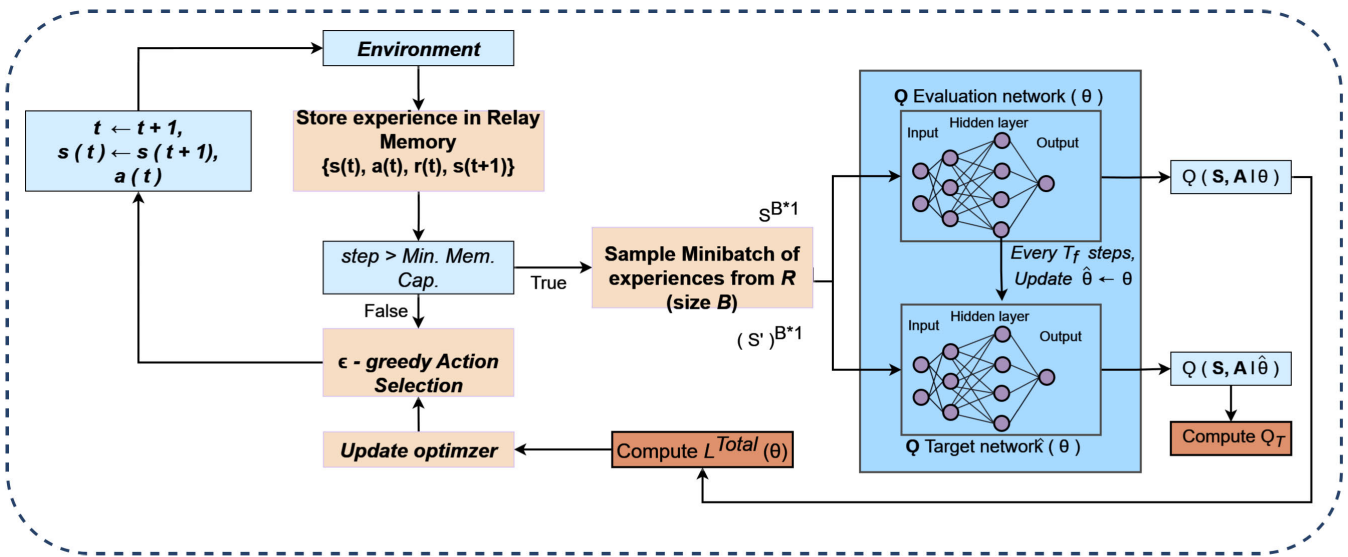 Environment
t ← t + 1,
s ( t ) ← s ( t + 1),
a ( t )
Store experience in Relay
Memory
{s(t), a(t), r(t), s(t+1)}
step > Min. Mem.
Cap.
True
False
ϵ - greedy Action
Selection
Update optimzer
Sample Minibatch of
experiences from R
(size B)
S^B*1
( S' )^B*1
Q Evaluation network ( θ )
Input
Hidden layer
Output
Every T_f steps,
Update θ̂ ← θ
Input
Hidden layer
Output
Q Target network ( θ̂ )
Q ( S, A | θ)
Q ( S, A | θ̂ )
Compute Q_T
Compute L^Total (θ)